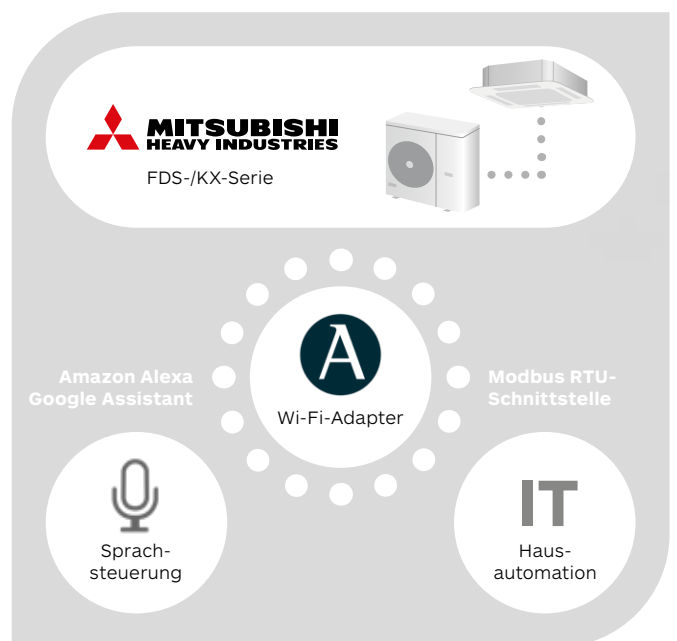 MITSUBISHI
HEAVY INDUSTRIES
FDS-/KX-Serie
A
Wi-Fi-Adapter
Amazon Alexa
Google Assistant
Modbus RTU-
Schnittstelle
Sprach-
steuerung
IT
Haus-
automation